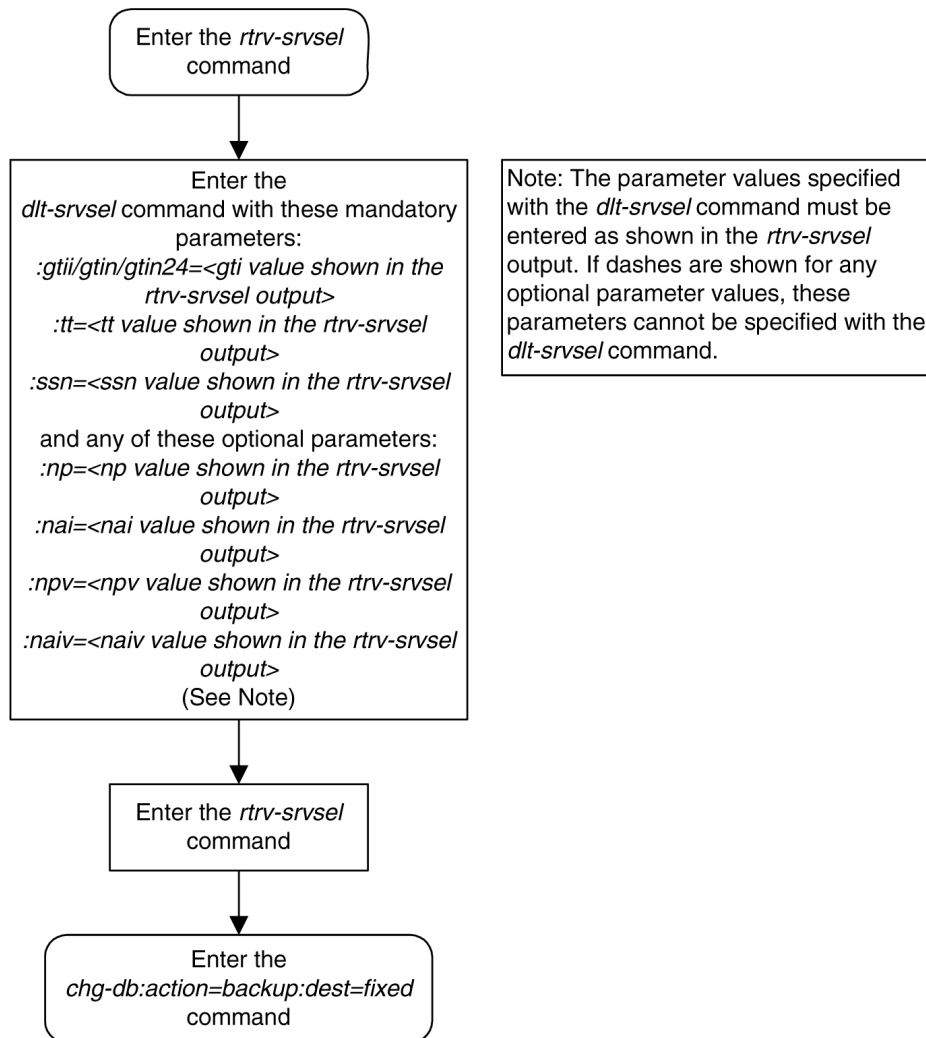 Enter the rtrv-srvsel
command
Enter the
dlt-srvsel command with these mandatory
parameters:
:gtii/gtin/gtin24=<gti value shown in the
rtrv-srvsel output>
:tt=<tt value shown in the rtrv-srvsel
output>
:ssn=<ssn value shown in the rtrv-srvsel
output>
and any of these optional parameters:
:np=<np value shown in the rtrv-srvsel
output>
:nai=<nai value shown in the rtrv-srvsel
output>
:npv=<npv value shown in the rtrv-srvsel
output>
:naiv=<naiv value shown in the rtrv-srvsel
output>
(See Note)
Note: The parameter values specified
with the dlt-srvsel command must be
entered as shown in the rtrv-srvsel
output. If dashes are shown for any
optional parameter values, these
parameters cannot be specified with the
dlt-srvsel command.
Enter the rtrv-srvsel
command
Enter the
chg-db:action=backup:dest=fixed
command